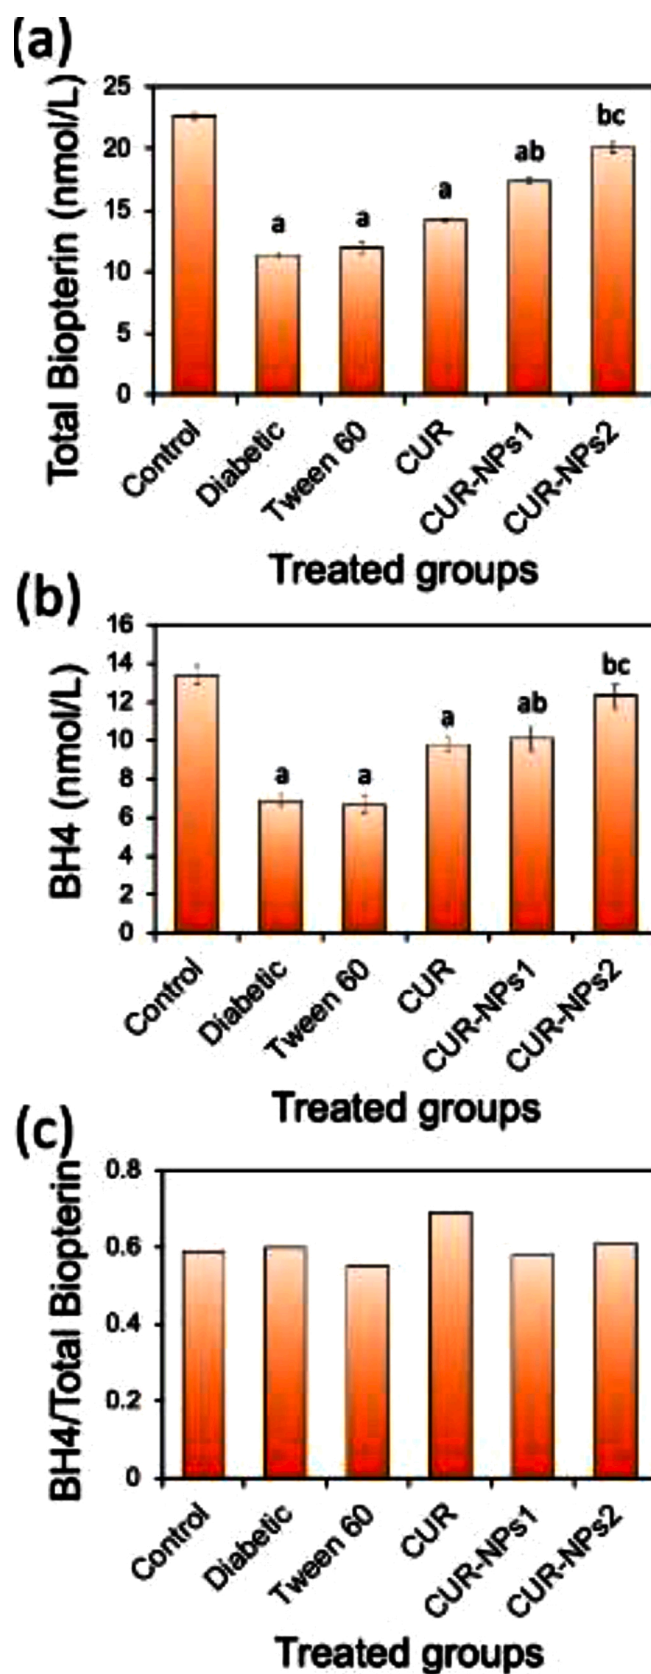 (a)
Total Biopterin (nmol/L)
25
20
15
10
5
0
a
a
a
ab
bc
Control
Diabetic
Tween 60
CUR
CUR-NPs1
CUR-NPs2
Treated groups
(b)
BH4 (nmol/L)
16
14
12
10
8
6
4
2
0
a
a
a
ab
bc
Control
Diabetic
Tween 60
CUR
CUR-NPs1
CUR-NPs2
Treated groups
(c)
BH4/Total Biopterin
0.8
0.6
0.4
0.2
0
Control
Diabetic
Tween 60
CUR
CUR-NPs1
CUR-NPs2
Treated groups